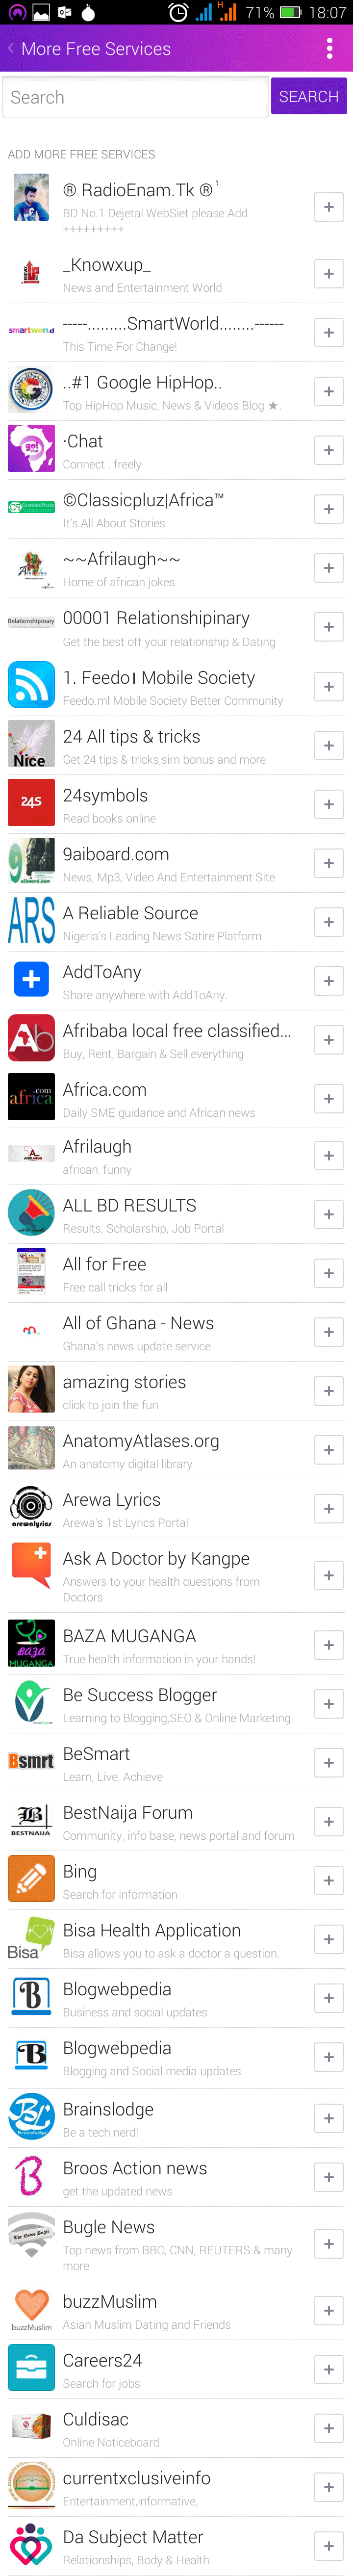 71% 18:07
More Free Services
Search SEARCH
ADD MORE FREE SERVICES
® RadioEnam.Tk ®
BD No.1 Dejetal WebSiet please Add
+++++++++
_Knowxup_
News and Entertainment World
-----.........SmartWorld........------
This Time For Change!
..#1 Google HipHop..
Top HipHop Music, News & Videos Blog ★.
·Chat
Connect . freely
©Classicpluz|Africa™
It's All About Stories
~~Afrilaugh~~
Home of african jokes
00001 Relationshipinary
Get the best off your relationship & Dating
1. Feedo। Mobile Society
Feedo.ml Mobile Society Better Community
24 All tips & tricks
Get 24 tips & tricks,sim bonus and more
24symbols
Read books online
9aiboard.com
News, Mp3, Video And Entertainment Site
A Reliable Source
Nigeria's Leading News Satire Platform
AddToAny
Share anywhere with AddToAny.
Afribaba local free classified...
Buy, Rent, Bargain & Sell everything
Africa.com
Daily SME guidance and African news
Afrilaugh
african_funny
ALL BD RESULTS
Results, Scholarship, Job Portal
All for Free
Free call tricks for all
All of Ghana - News
Ghana's news update service
amazing stories
click to join the fun
AnatomyAtlases.org
An anatomy digital library
Arewa Lyrics
Arewa's 1st Lyrics Portal
Ask A Doctor by Kangpe
Answers to your health questions from
Doctors
BAZA MUGANGA
True health information in your hands!
Be Success Blogger
Learning to Blogging,SEO & Online Marketing
BeSmart
Learn, Live, Achieve
BestNaija Forum
Community, info base, news portal and forum
Bing
Search for information
Bisa Health Application
Bisa allows you to ask a doctor a question.
Blogwebpedia
Business and social updates
Blogwebpedia
Blogging and Social media updates
Brainslodge
Be a tech nerd!
Broos Action news
get the updated news
Bugle News
Top news from BBC, CNN, REUTERS & many
more
buzzMuslim
Asian Muslim Dating and Friends
Careers24
Search for jobs
Culdisac
Online Noticeboard
currentxclusiveinfo
Entertainment,informative,
Da Subject Matter
Relationships, Body & Health